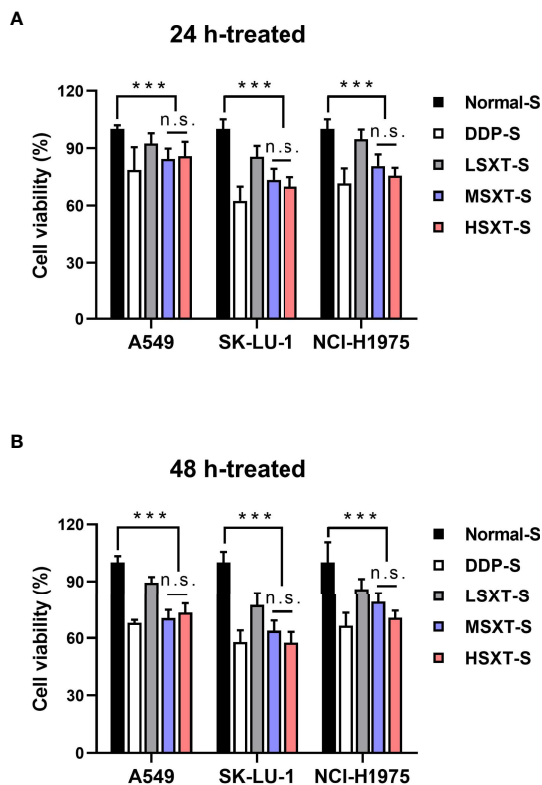 A
24 h-treated
Cell viability (%)
120
90
60
30
0
*** *** ***
n.s. n.s. n.s.
A549 SK-LU-1 NCI-H1975
Normal-S
DDP-S
LSXT-S
MSXT-S
HSXT-S
B
48 h-treated
Cell viability (%)
120
90
60
30
0
*** *** ***
n.s. n.s. n.s.
A549 SK-LU-1 NCI-H1975
Normal-S
DDP-S
LSXT-S
MSXT-S
HSXT-S